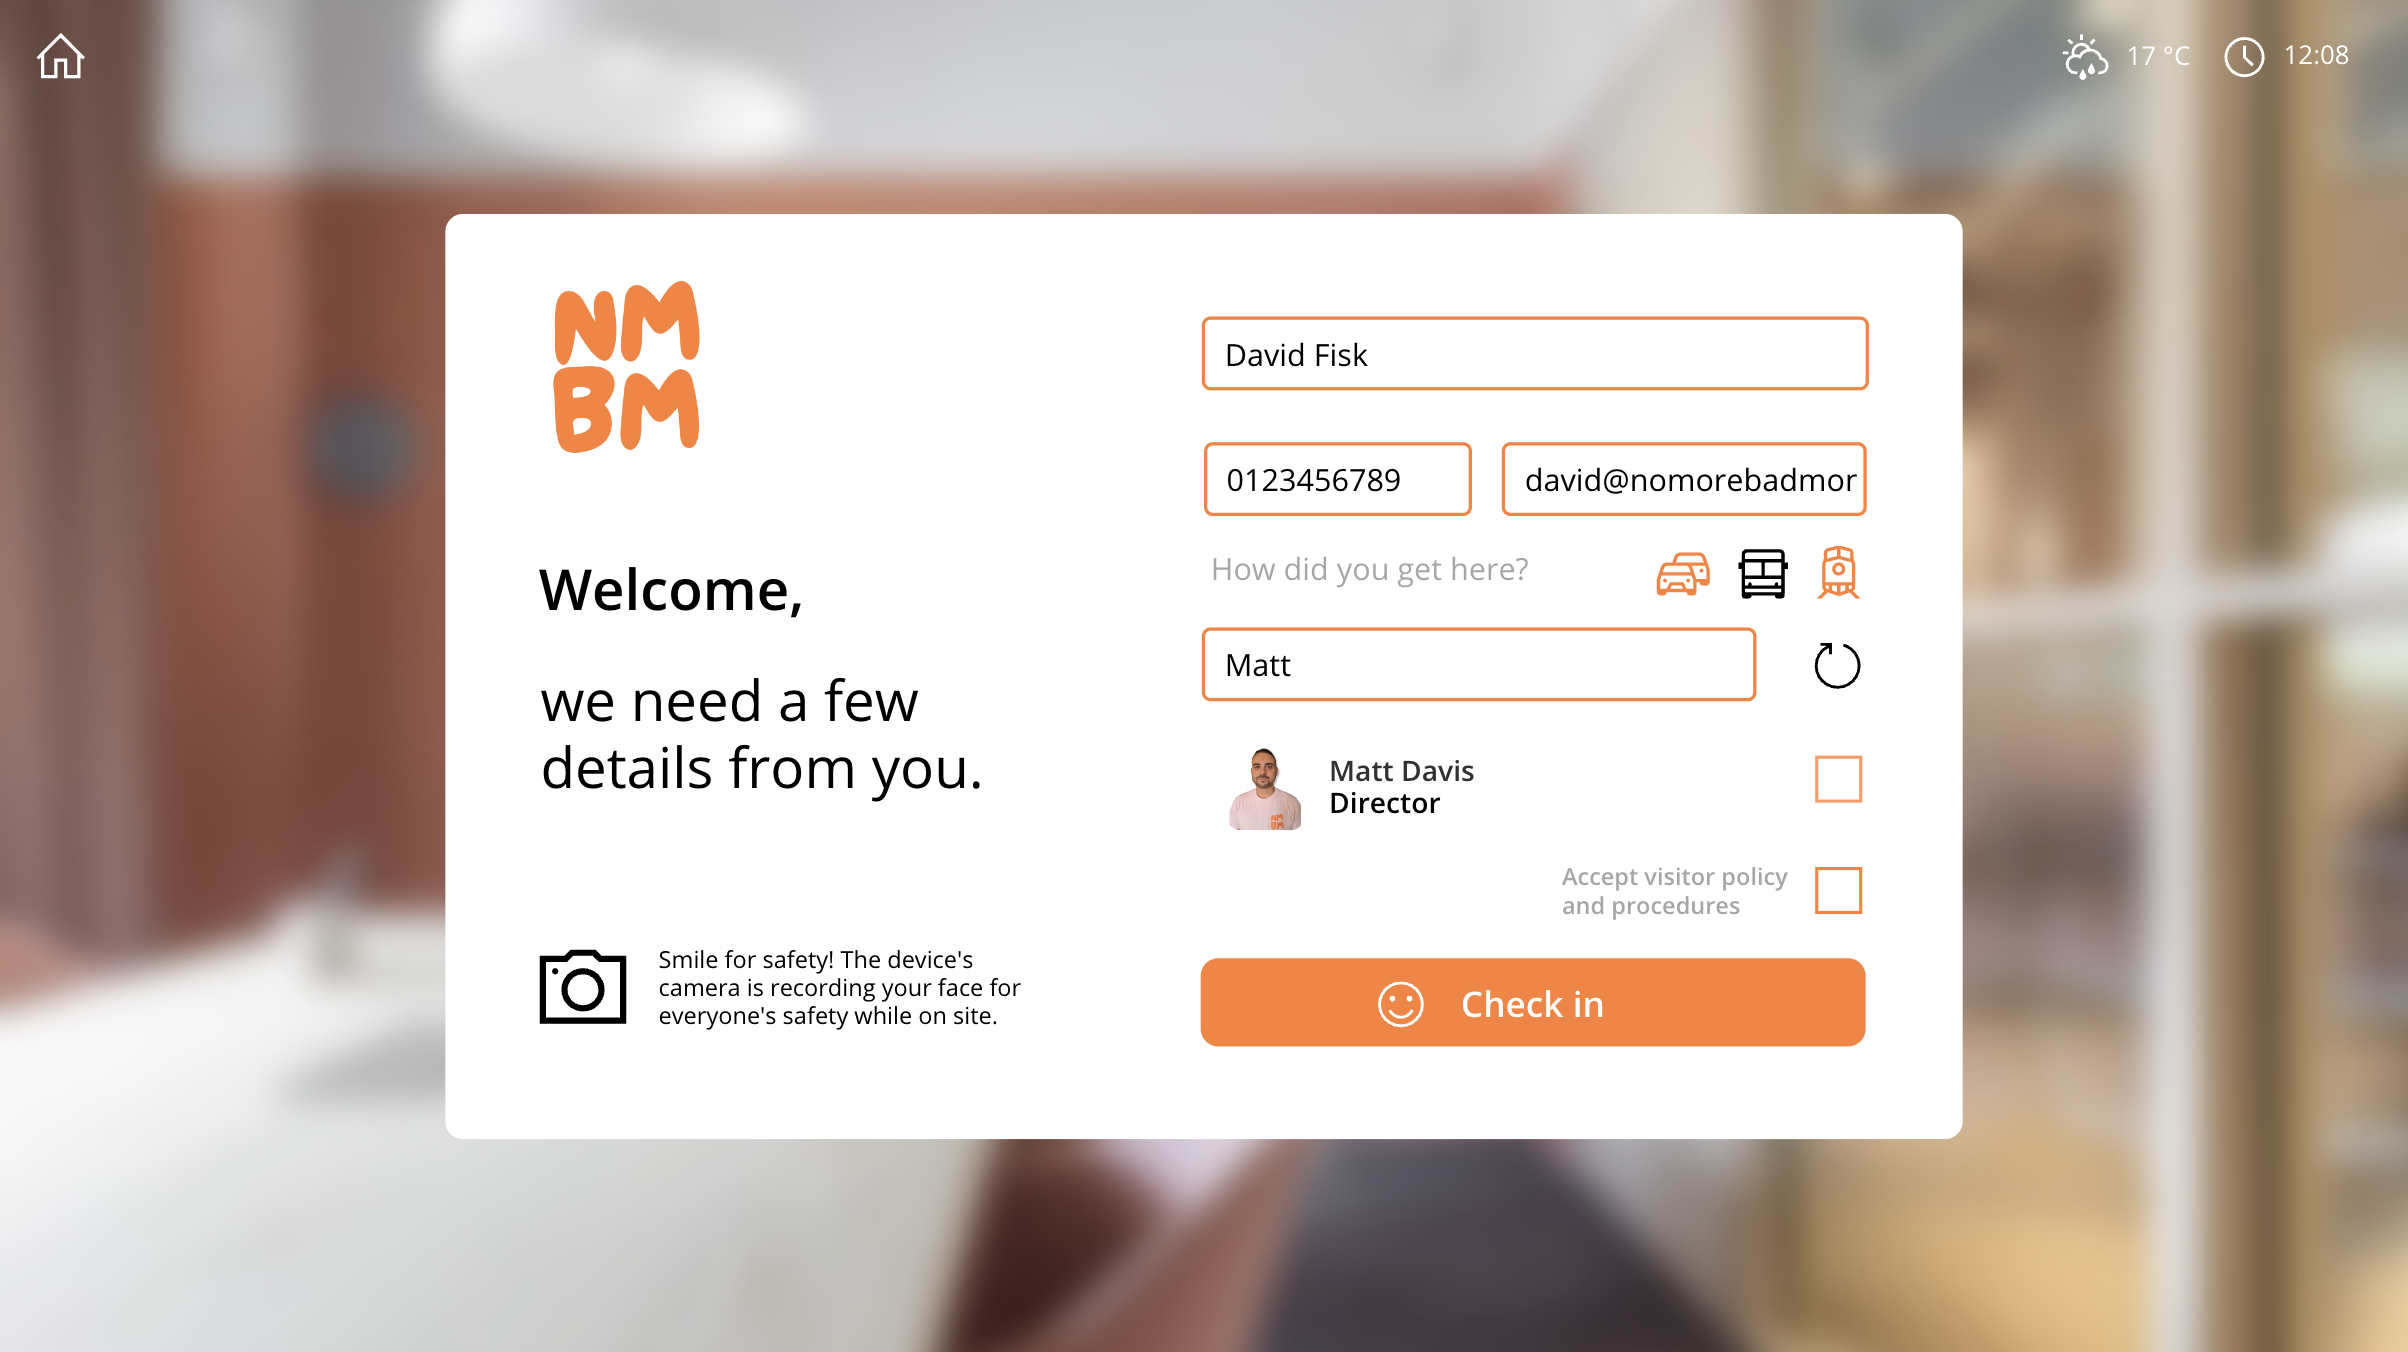 17 °C
12:08
NM
BM
Welcome,
we need a few
details from you.
Smile for safety! The device's
camera is recording your face for
everyone's safety while on site.
David Fisk
0123456789
david@nomorebadmor
How did you get here?
Matt
Matt Davis
Director
NM
BM
Accept visitor policy
and procedures
Check in